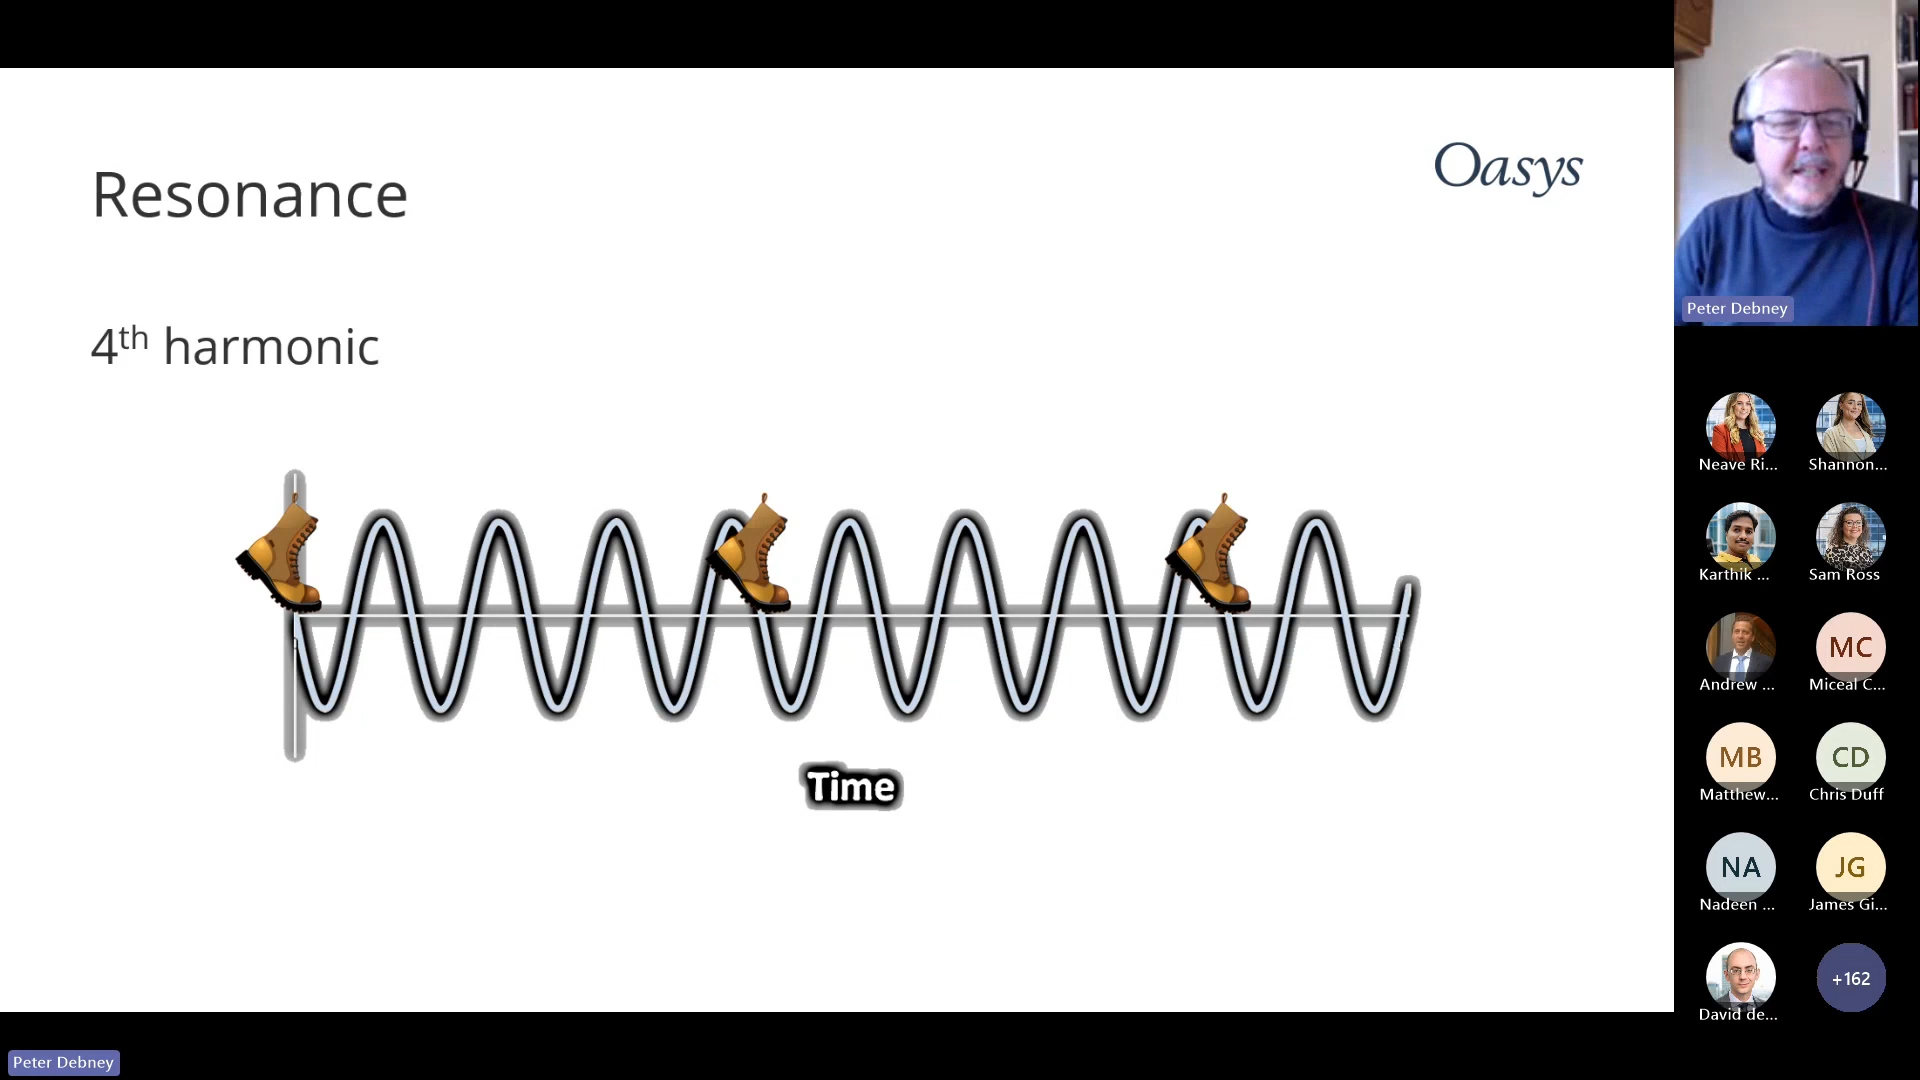 Resonance
Oasys
4th harmonic
Time
Peter Debney
Neave Ri...
Shannon...
Karthik ...
Sam Ross
Andrew ...
MC
Miceal C...
MB
Matthew...
CD
Chris Duff
NA
Nadeen ...
JG
James Gi...
David de...
+162
Peter Debney